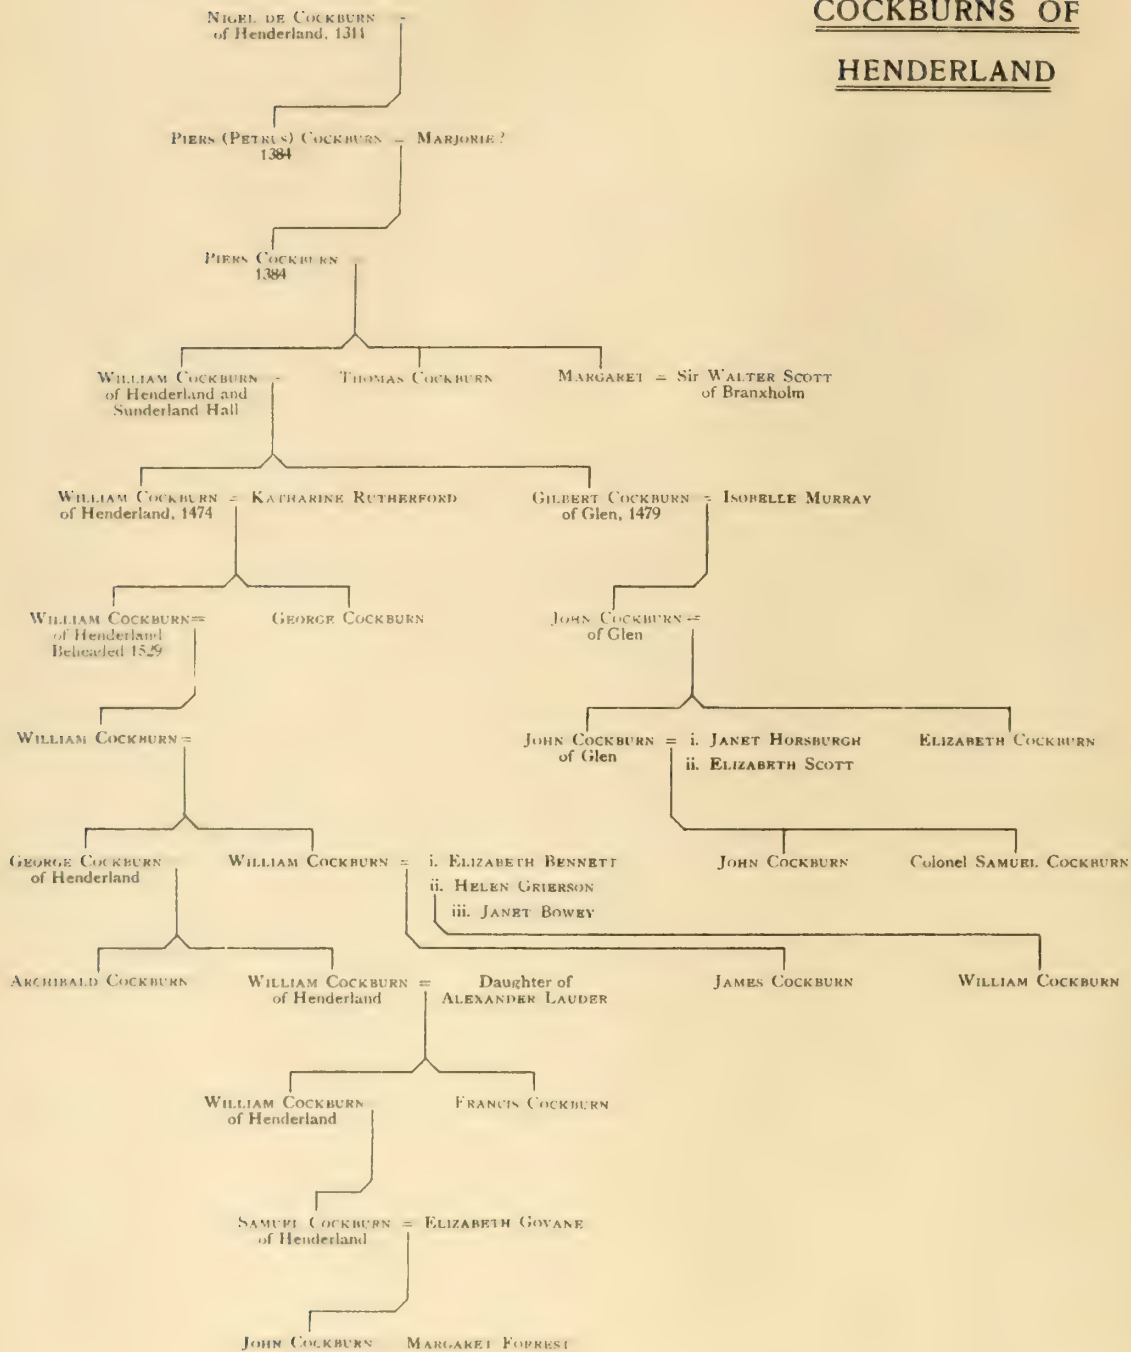 COCKBURNS OF
HENDERLAND
NIGEL DE COCKBURN =
of Henderland, 1311
PIERS (PETRUS) COCKBURN = MARJORIE?
1384
PIERS COCKBURN =
1384
WILLIAM COCKBURN =
of Henderland and
Sunderland Hall
THOMAS COCKBURN
MARGARET = Sir WALTER SCOTT
of Branxholm
WILLIAM COCKBURN = KATHARINE RUTHERFORD
of Henderland, 1474
GILBERT COCKBURN = ISOBELLE MURRAY
of Glen, 1479
WILLIAM COCKBURN=
of Henderland
Beheaded 1529
GEORGE COCKBURN
JOHN COCKBURN =
of Glen
WILLIAM COCKBURN=
JOHN COCKBURN = i. JANET HORSBURGH
of Glen
ii. ELIZABETH SCOTT
ELIZABETH COCKBURN
GEORGE COCKBURN
of Henderland
WILLIAM COCKBURN = i. ELIZABETH BENNETT
ii. HELEN GRIERSON
iii. JANET BOWEY
JOHN COCKBURN
Colonel SAMUEL COCKBURN
ARCHIBALD COCKBURN
WILLIAM COCKBURN = Daughter of
of Henderland ALEXANDER LAUDER
JAMES COCKBURN
WILLIAM COCKBURN
WILLIAM COCKBURN
of Henderland
FRANCIS COCKBURN
SAMUEL COCKBURN = ELIZABETH GOVANE
of Henderland
JOHN COCKBURN MARGARET FORREST